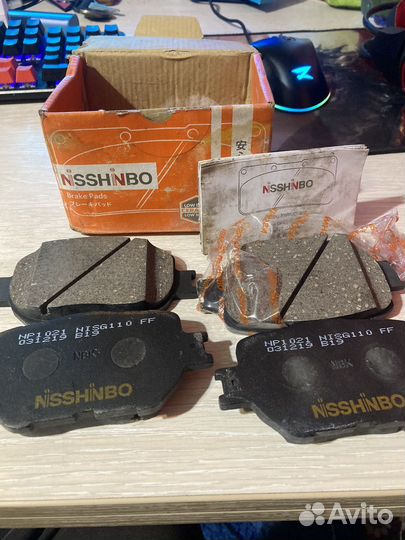 NiSSHiNBO
Brake Pads
ブレーキパッド
安
LOW
NiSSHiNBO
NP1021 NISG110 FF
031219 B19
NBK
NiSSHiNBO
NP1021 NISG110 FF
031219 B19
NBK
NiSSHiNBO
Avito